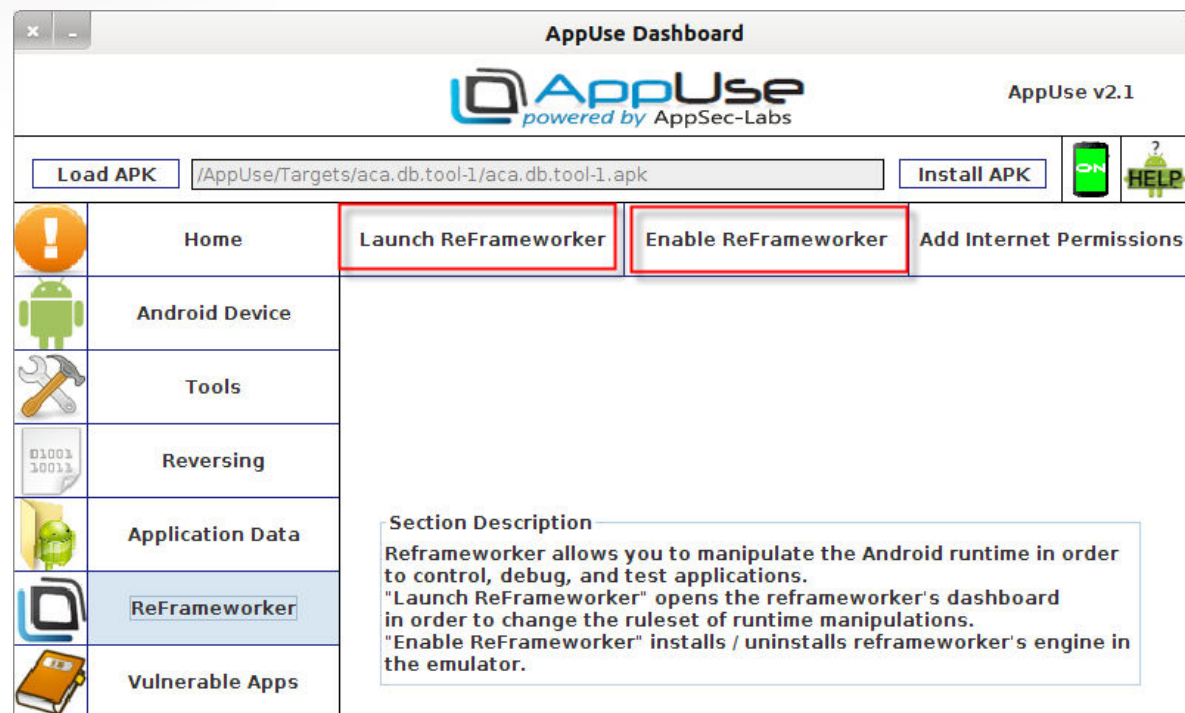 AppUse Dashboard
AppUse
powered by AppSec-Labs
AppUse v2.1
Load APK
/AppUse/Targets/aca.db.tool-1/aca.db.tool-1.apk
Install APK
ON
?
HELP
Home
Launch ReFrameworker
Enable ReFrameworker
Add Internet Permissions
Android Device
Tools
01001
10011
Reversing
Application Data
ReFrameworker
Vulnerable Apps
Section Description
Reframeworker allows you to manipulate the Android runtime in order
to control, debug, and test applications.
"Launch ReFrameworker" opens the reframeworker's dashboard
in order to change the ruleset of runtime manipulations.
"Enable ReFrameworker" installs / uninstalls reframeworker's engine in
the emulator.